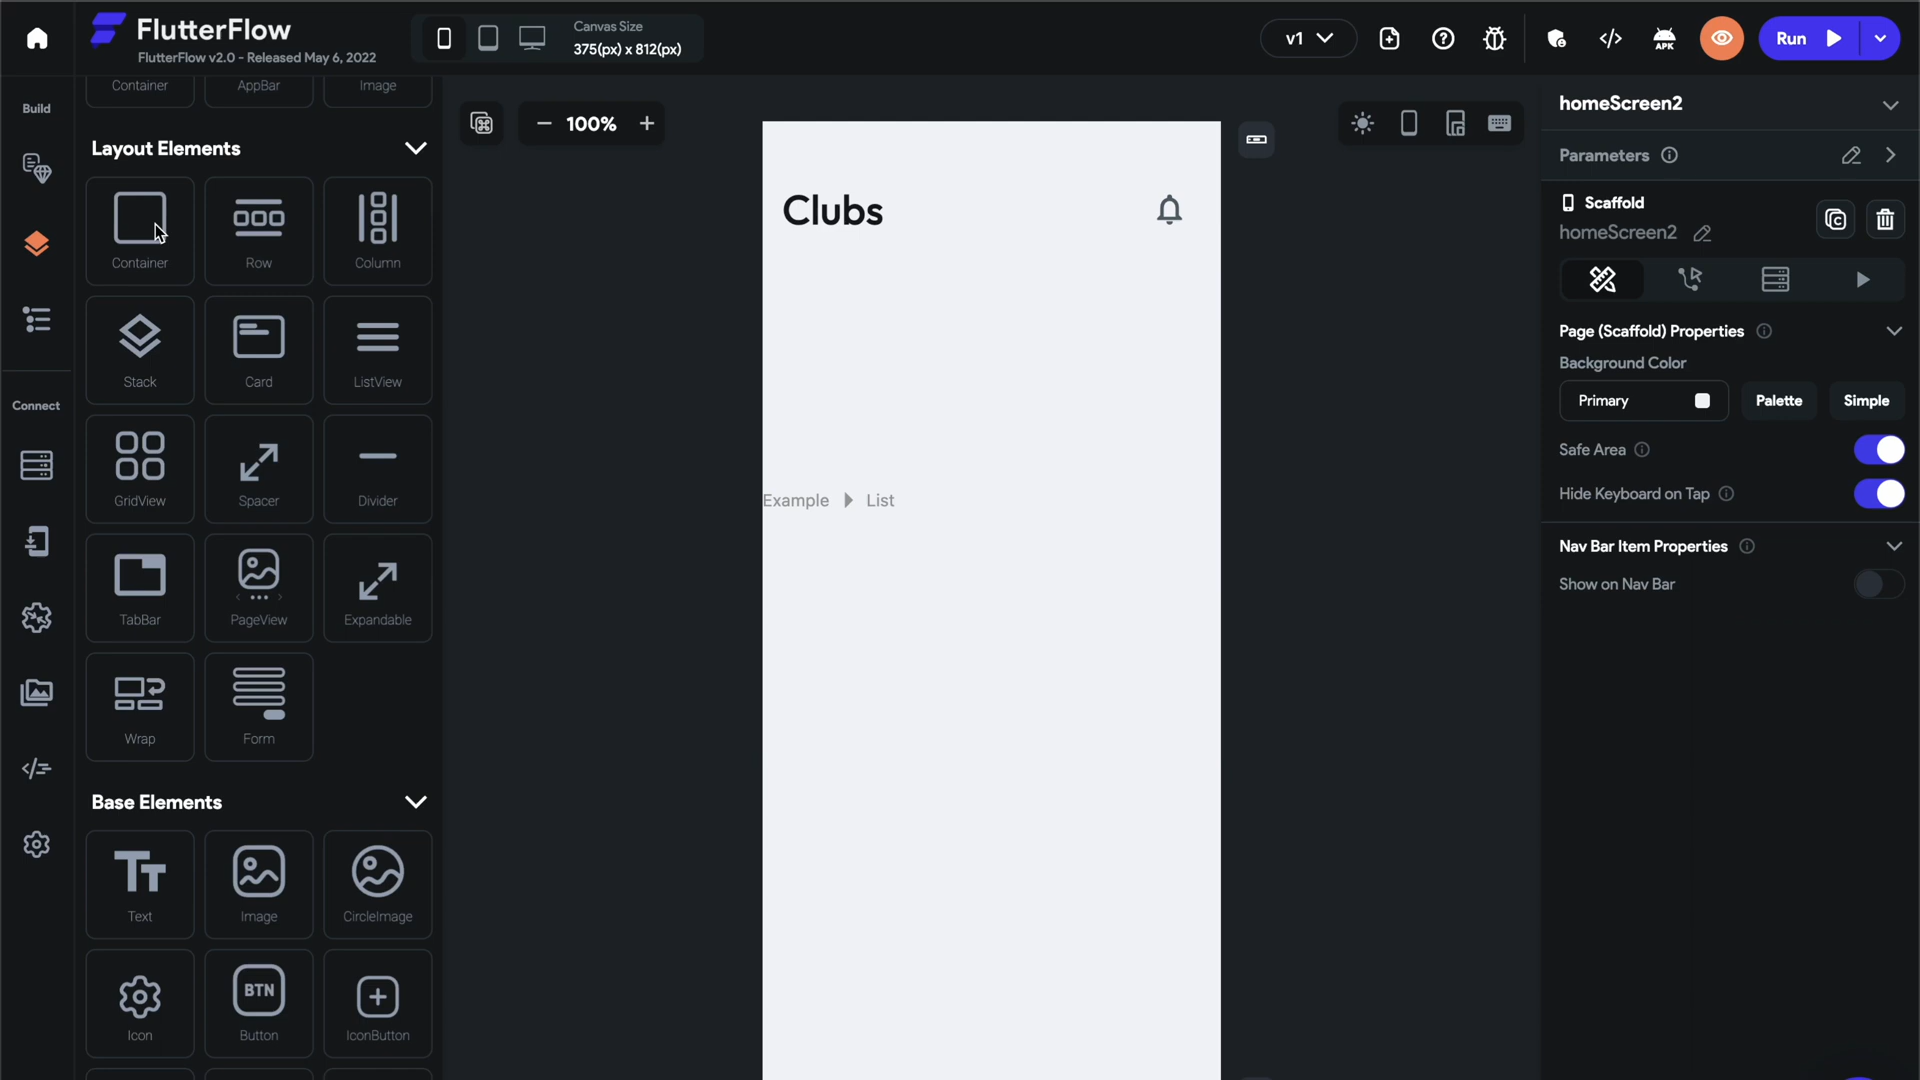 FlutterFlow
FlutterFlow v2.0 - Released May 6, 2022
Canvas Size
375(px) x 812(px)
v1
APK
Run
Build
Connect
Container
AppBar
Image
Layout Elements
Container
Row
Column
Stack
Card
ListView
GridView
Spacer
Divider
TabBar
PageView
Expandable
Wrap
Form
Base Elements
Tt
Text
Image
CircleImage
Icon
BTN
Button
IconButton
100%
Clubs
Example
List
homeScreen2
Parameters
Scaffold
homeScreen2
Page (Scaffold) Properties
Background Color
Primary
Palette
Simple
Safe Area
Hide Keyboard on Tap
Nav Bar Item Properties
Show on Nav Bar